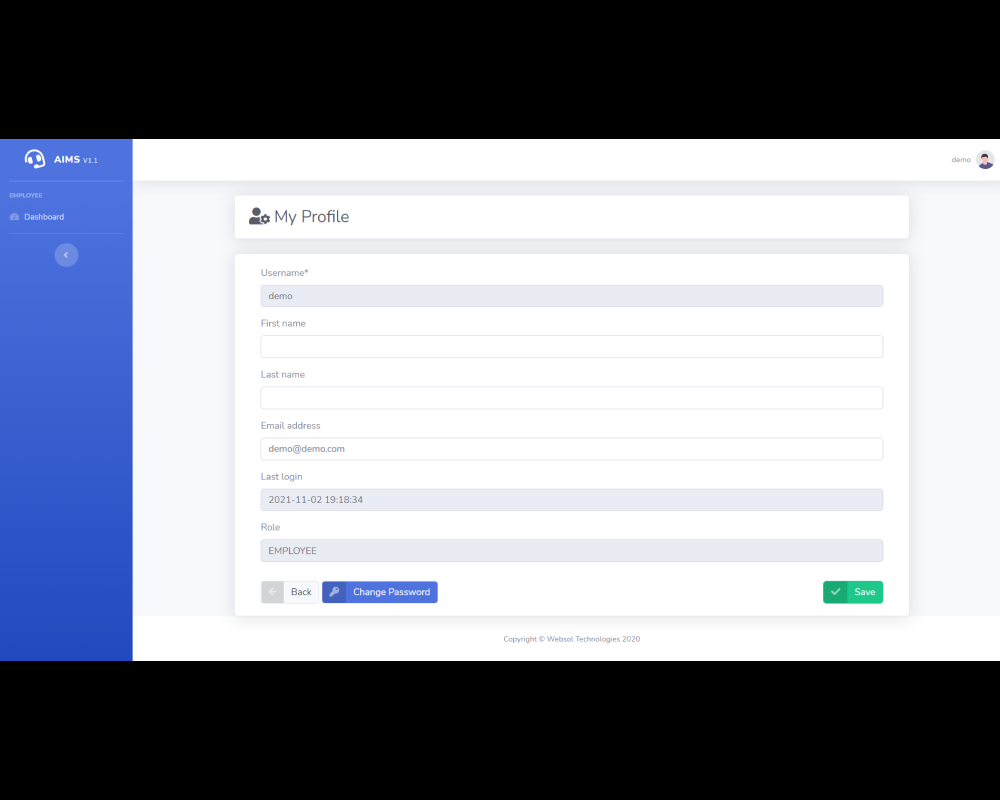 AIMS V1.1
demo
EMPLOYEE
Dashboard
My Profile
Username*
demo
First name
Last name
Email address
demo@demo.com
Last login
2021-11-02 19:18:34
Role
EMPLOYEE
Back
Change Password
Save
Copyright © Websol Technologies 2020